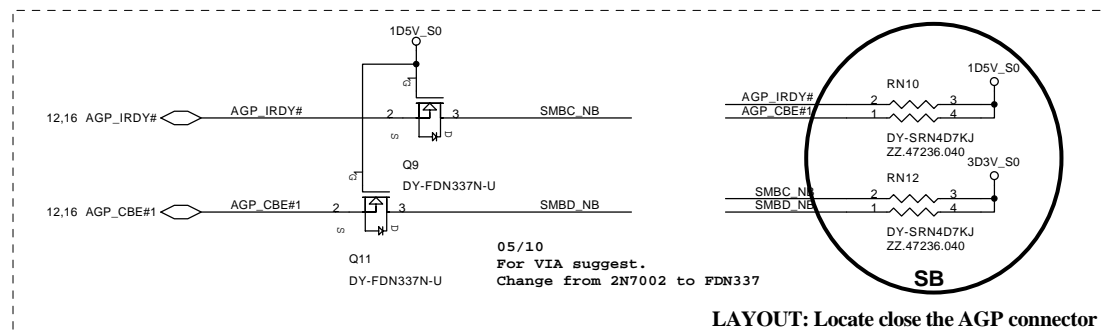 1D5V_S0
G
12,16 AGP_IRDY#
AGP_IRDY#
2
3
SMBC_NB
S
D
Q9
DY-FDN337N-U
G
12,16 AGP_CBE#1
AGP_CBE#1
2
3
SMBD_NB
S
D
Q11
DY-FDN337N-U
05/10
For VIA suggest.
Change from 2N7002 to FDN337
1D5V_S0
RN10
AGP_IRDY#
2
3
AGP_CBE#1
1
4
DY-SRN4D7KJ
ZZ.47236.040
3D3V_S0
RN12
SMBC_NB
2
3
SMBD_NB
1
4
DY-SRN4D7KJ
ZZ.47236.040
SB
LAYOUT: Locate close the AGP connector